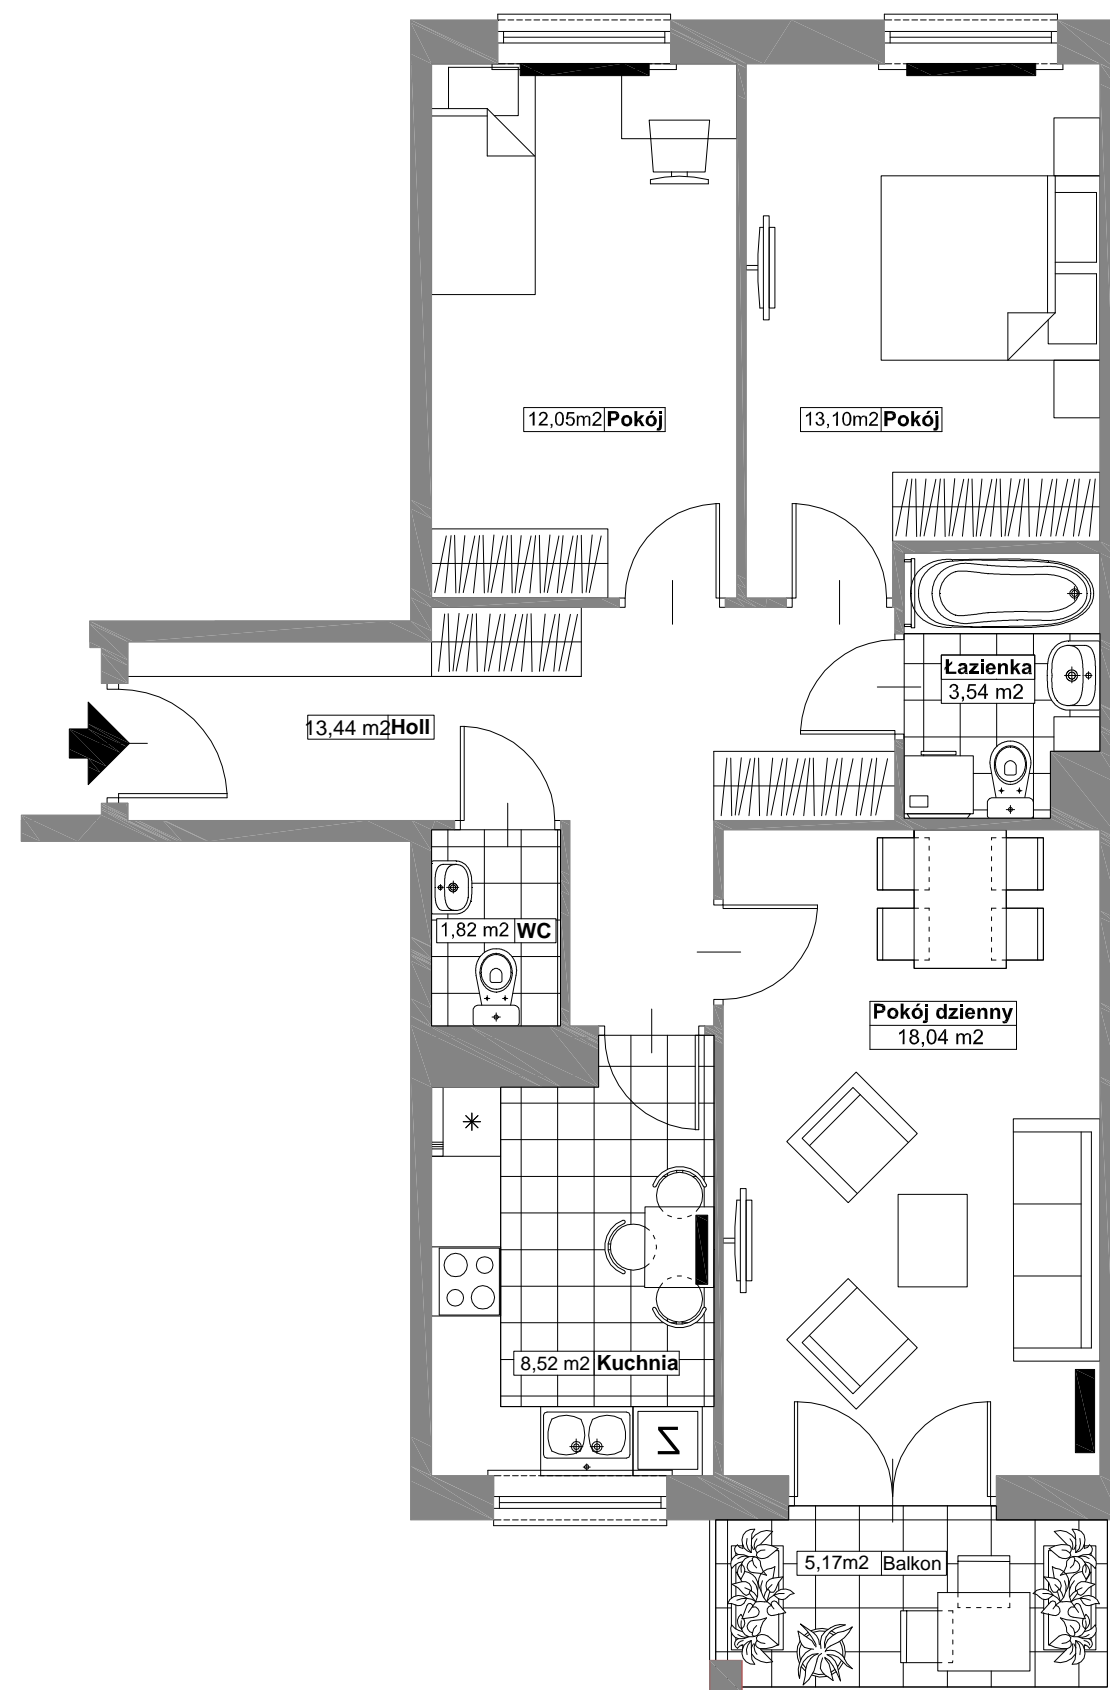 12,05m2 Pokój
13,10m2 Pokój
Łazienka
3,54 m2
13,44 m2 Holl
1,82 m2 WC
Pokój dzienny
18,04 m2
8,52 m2 Kuchnia
Z
5,17m2 Balkon